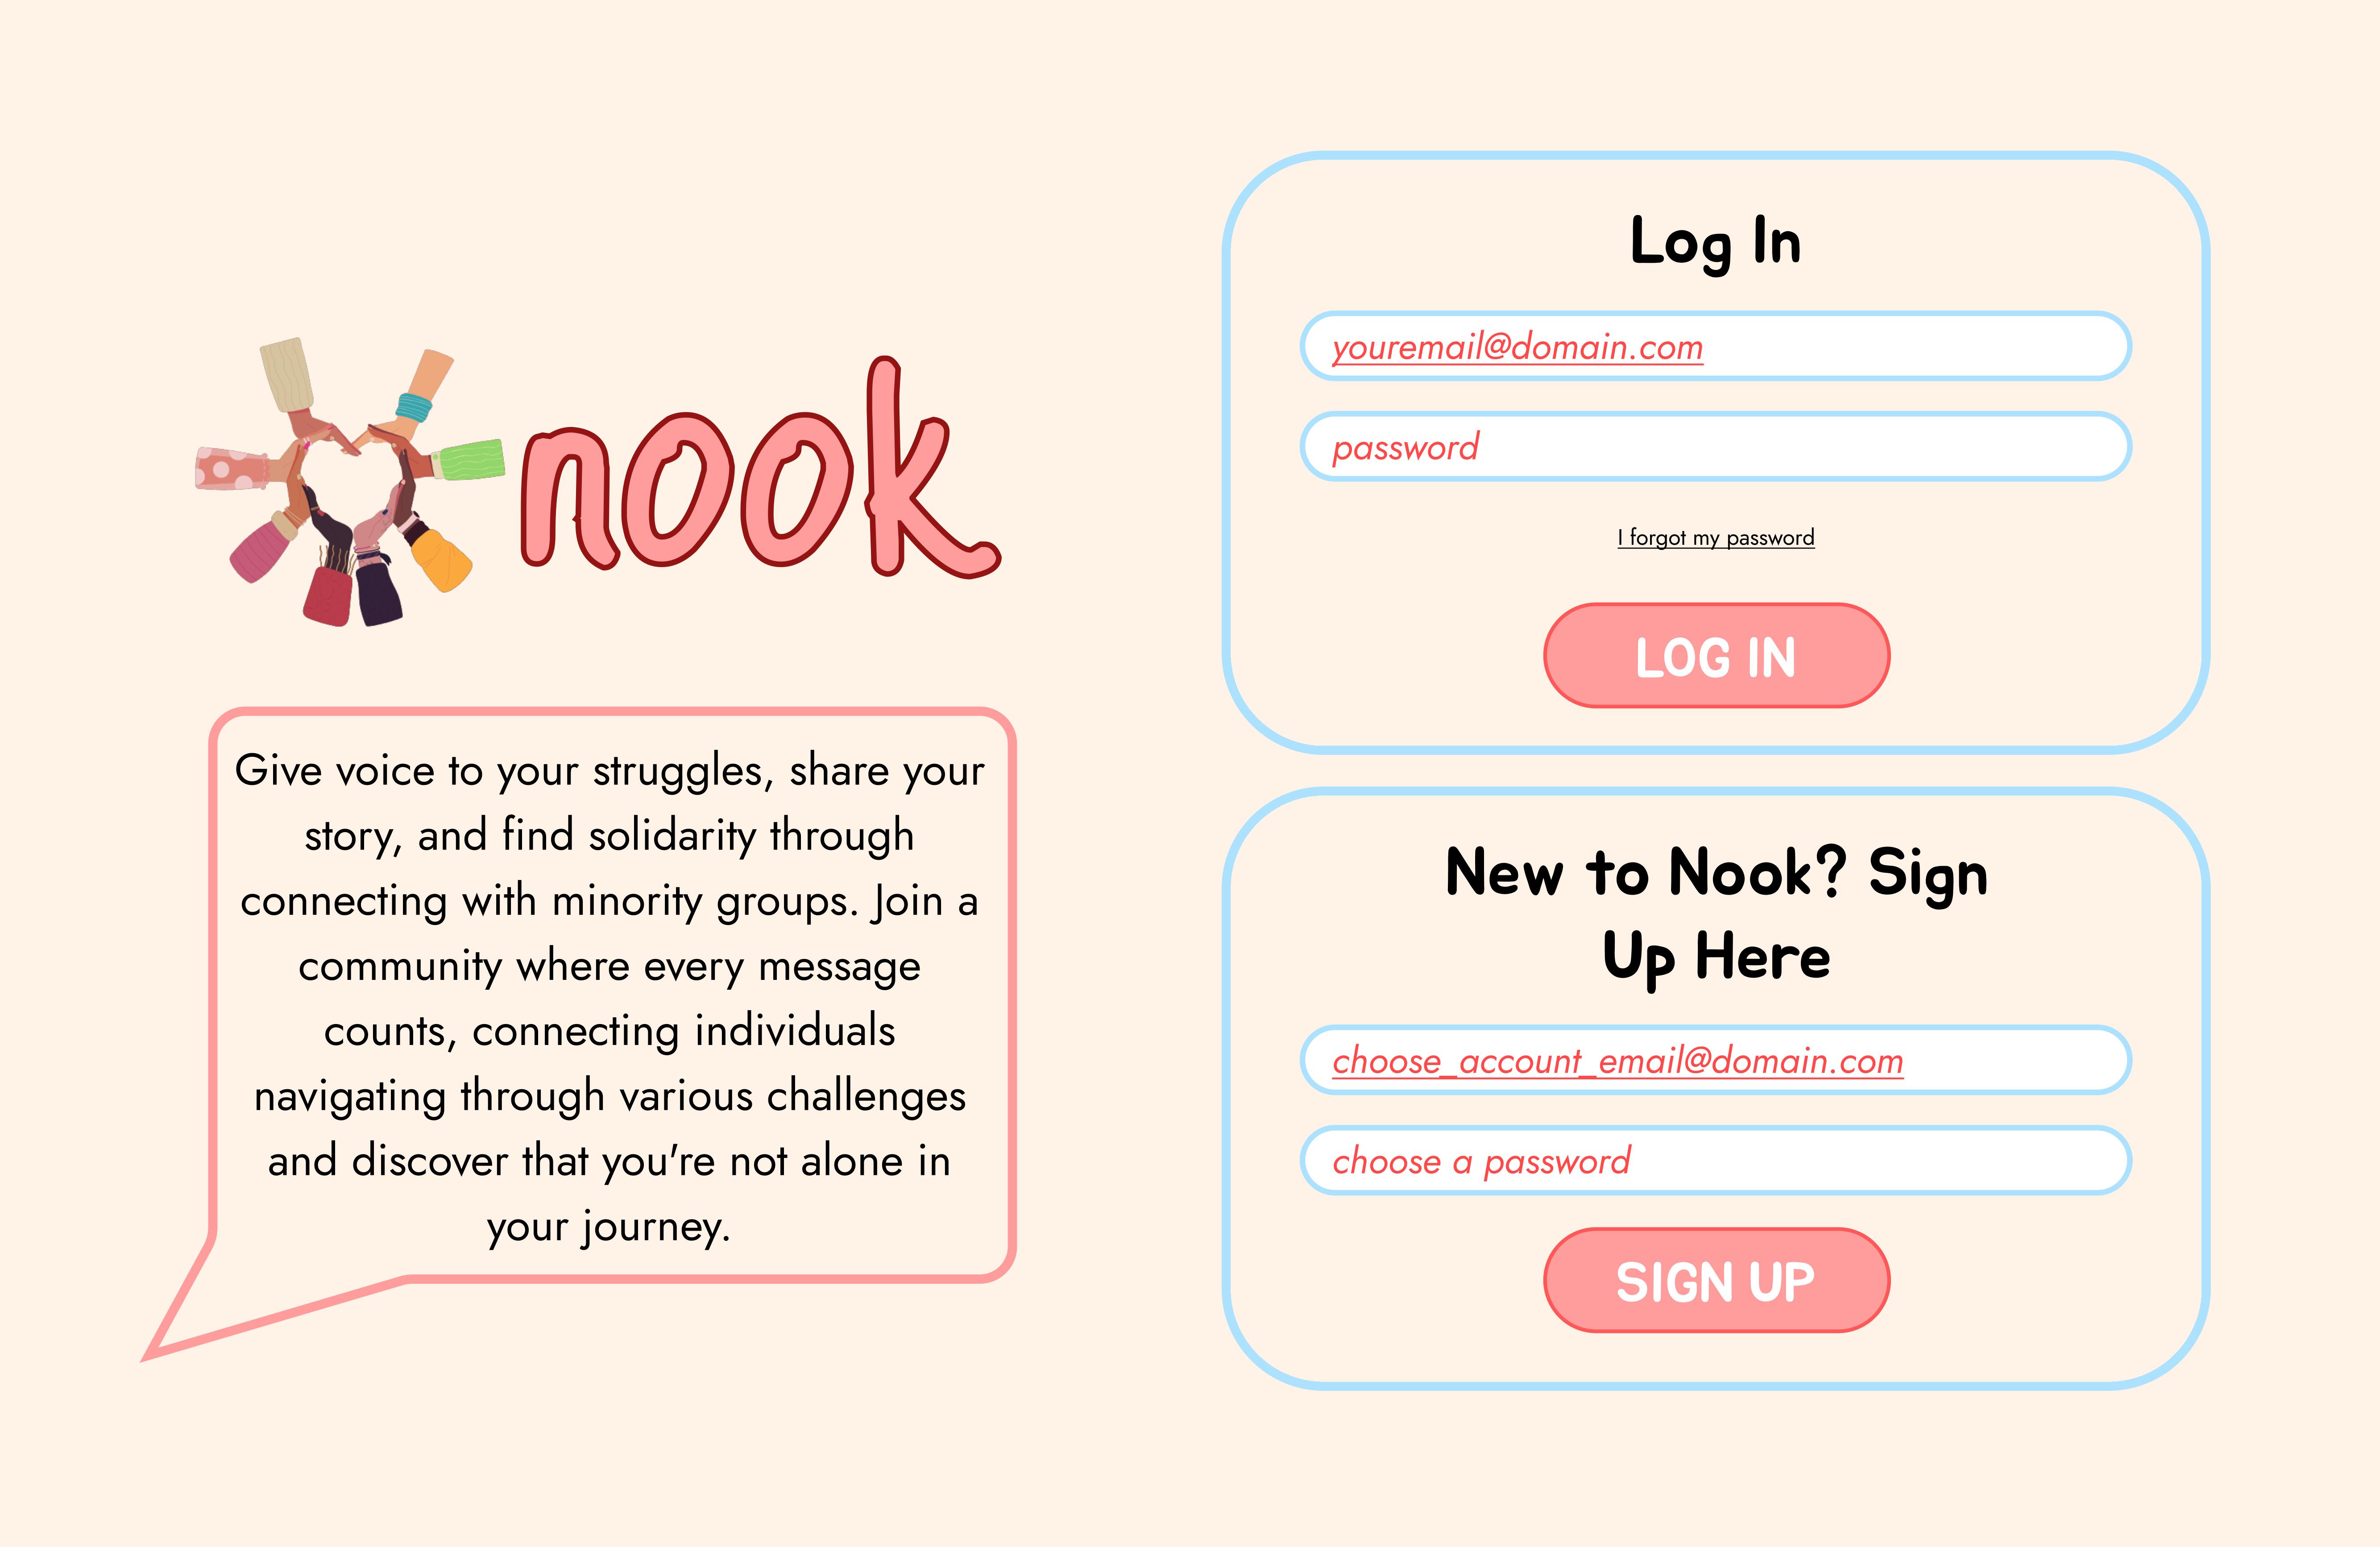 nook
Give voice to your struggles, share your
story, and find solidarity through
connecting with minority groups. Join a
community where every message
counts, connecting individuals
navigating through various challenges
and discover that you're not alone in
your journey.
Log In
youremail@domain.com
password
I forgot my password
LOG IN
New to Nook? Sign
Up Here
choose_account_email@domain.com
choose a password
SIGN UP